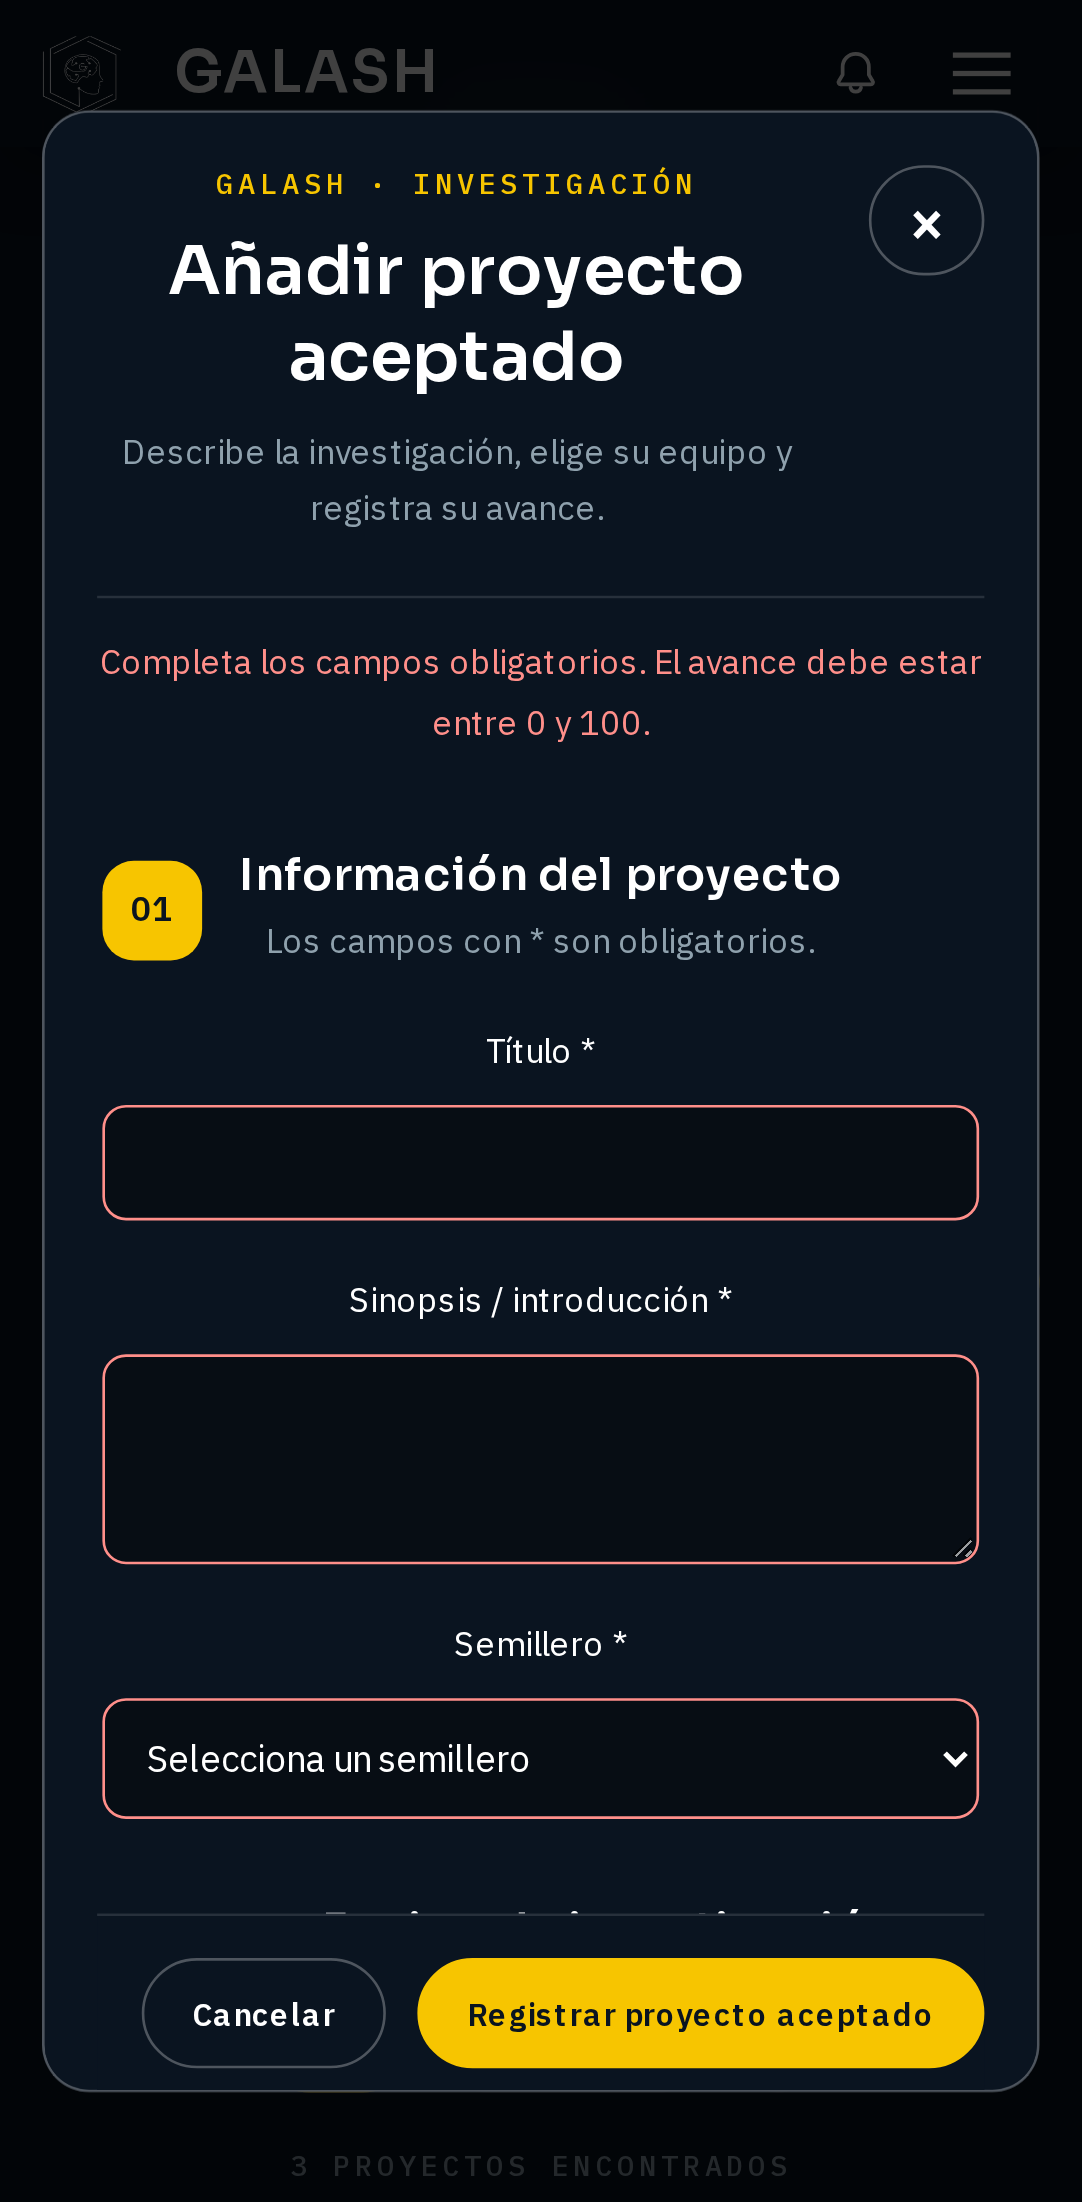 GALASH
GALASH · INVESTIGACIÓN
×
Añadir proyecto
aceptado
Describe la investigación, elige su equipo y
registra su avance.
Completa los campos obligatorios. El avance debe estar
entre 0 y 100.
01
Información del proyecto
Los campos con * son obligatorios.
Título *
Sinopsis / introducción *
Semillero *
Selecciona un semillero
Cancelar
Registrar proyecto aceptado
3 PROYECTOS ENCONTRADOS